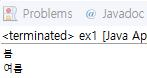 Problems @ Javadoc
<terminated> ex1 [Java Ap
봄
여름